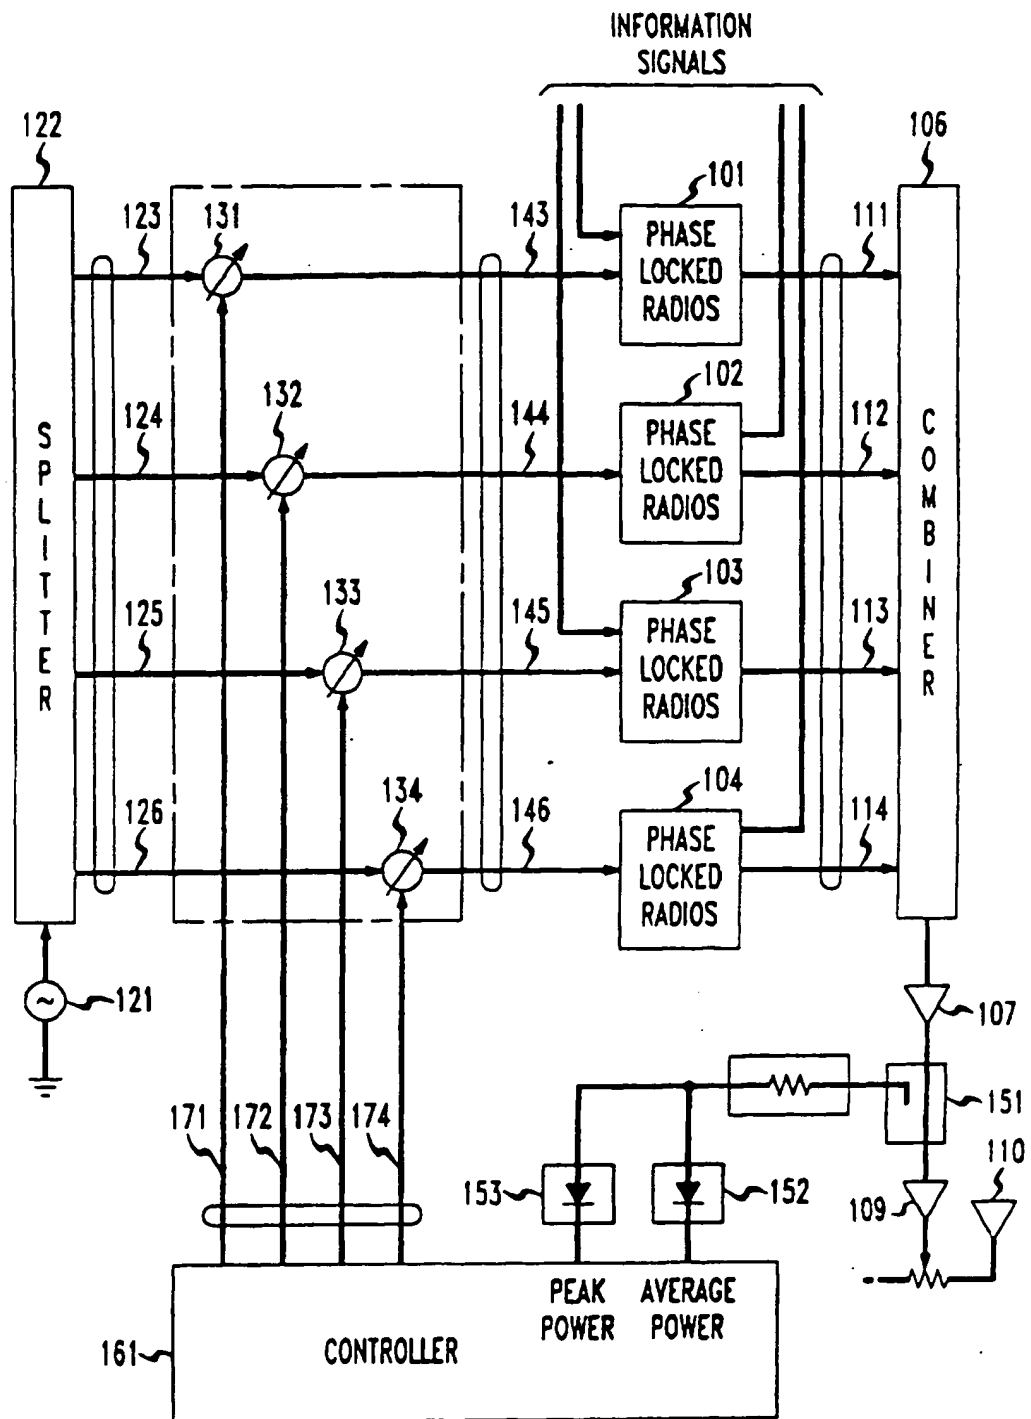 INFORMATION
SIGNALS
122
106
101
123
131
143
111
PHASE
LOCKED
RADIOS
102
132
124
144
112
PHASE
LOCKED
RADIOS
SPLITTER
COMBINER
103
133
125
145
113
PHASE
LOCKED
RADIOS
104
134
126
146
114
PHASE
LOCKED
RADIOS
~
121
107
151
171
172
173
174
153
152
110
109
PEAK
POWER
AVERAGE
POWER
161
CONTROLLER